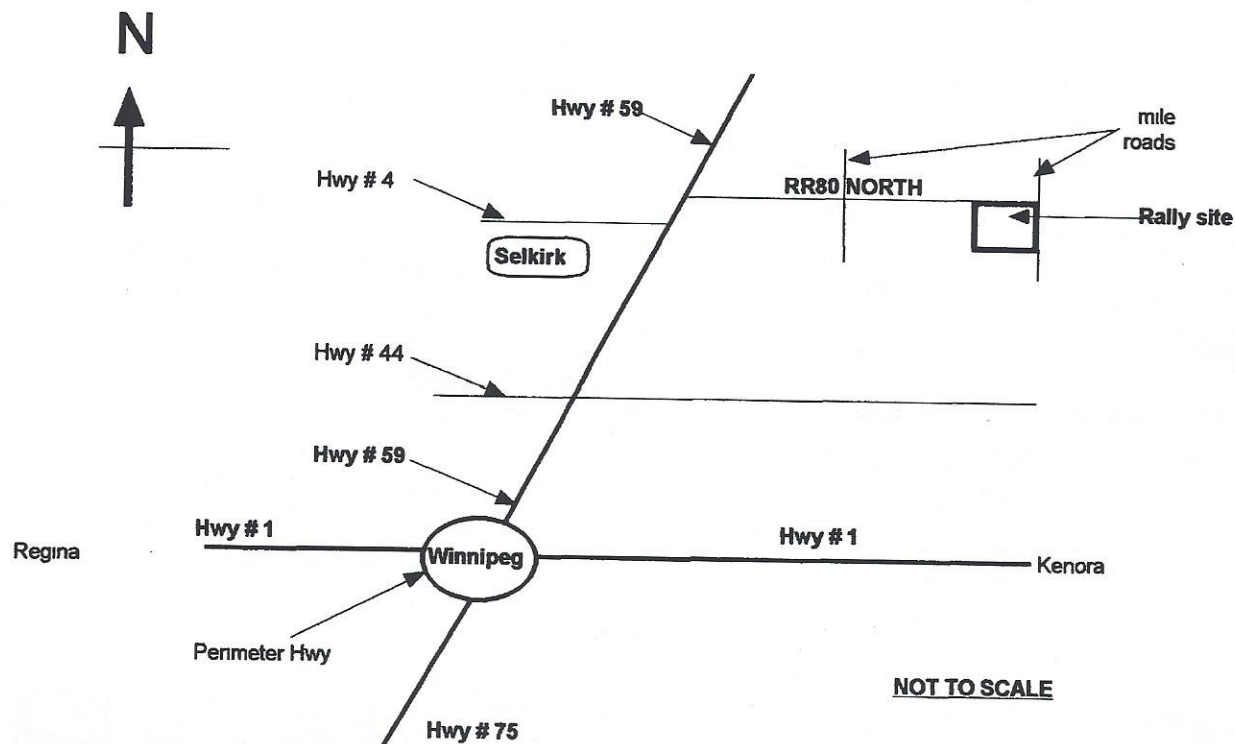 N
Hwy # 59
mile
roads
Hwy # 4
RR80 NORTH
Rally site
Selkirk
Hwy # 44
Hwy # 59
Hwy # 1
Hwy # 1
Regina
Winnipeg
Kenora
Perimeter Hwy
NOT TO SCALE
Hwy # 75